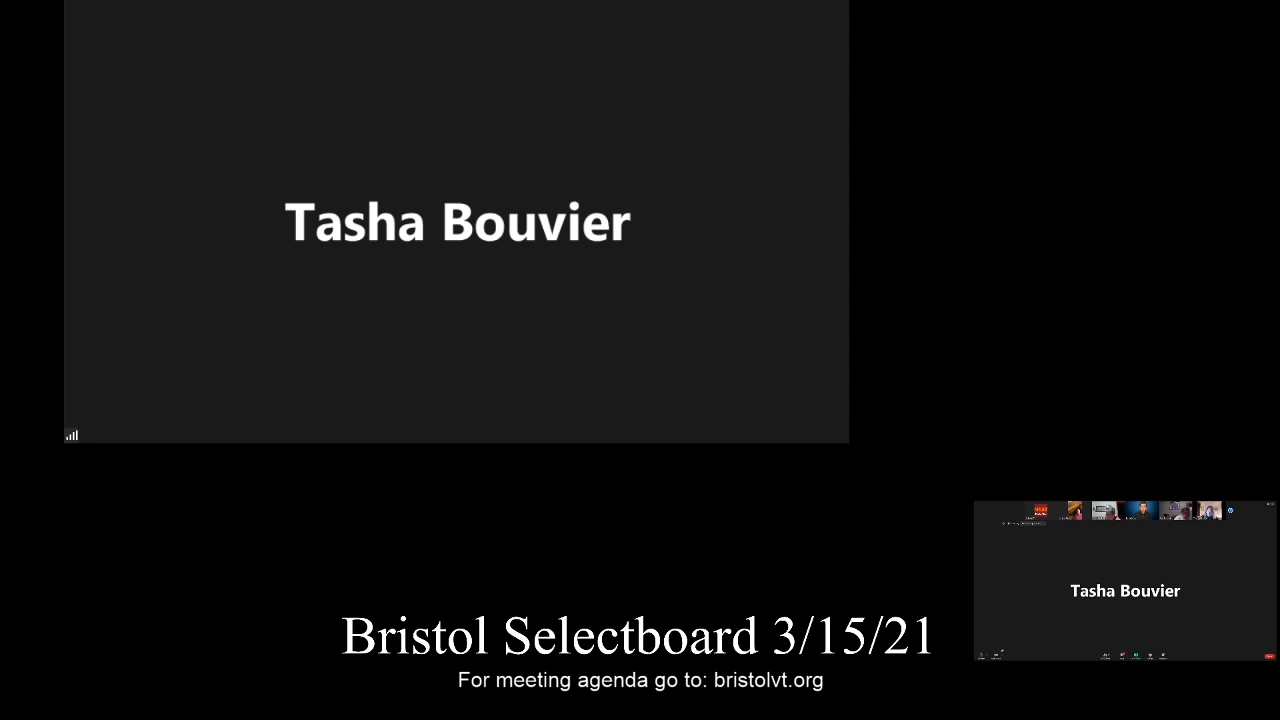 Tasha Bouvier
Tasha Bouvier
Bristol Selectboard 3/15/21
For meeting agenda go to: bristolvt.org